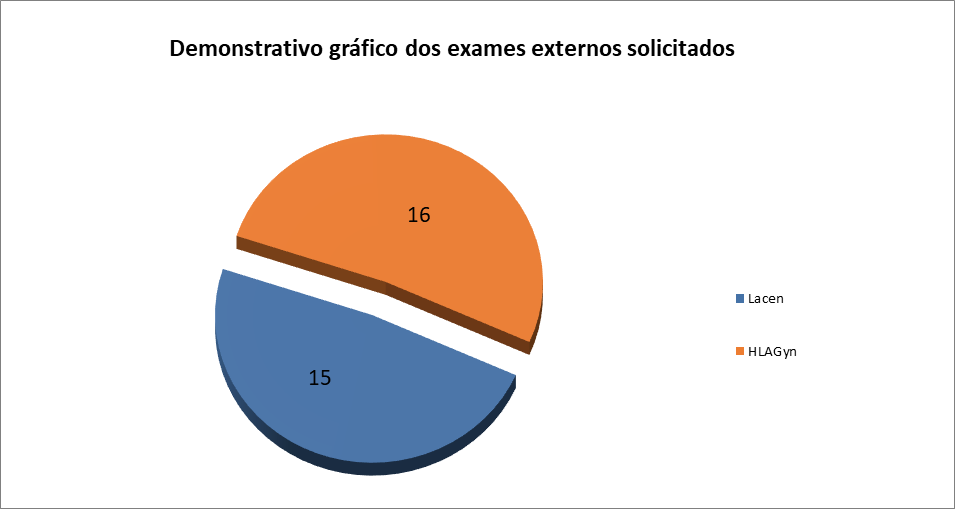 Demonstrativo gráfico dos exames externos solicitados
16
15
Lacen
HLAGyn